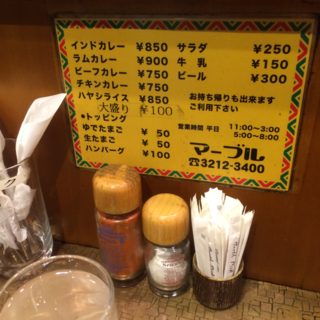 インドカレー ¥850
ラムカレー ¥900
ビーフカレー ¥750
チキンカレー ¥750
ハヤシライス ¥850
大盛り ¥100
*トッピング
ゆでたまご ¥ 50
生たまご ¥ 50
ハンバーグ ¥100
サラダ ¥250
牛乳 ¥150
ビール ¥300
お持ち帰りも出来ます
ご利用下さい
営業時間 平日 11:00〜3:00
5:00〜8:00
マーブル
☎3212-3400